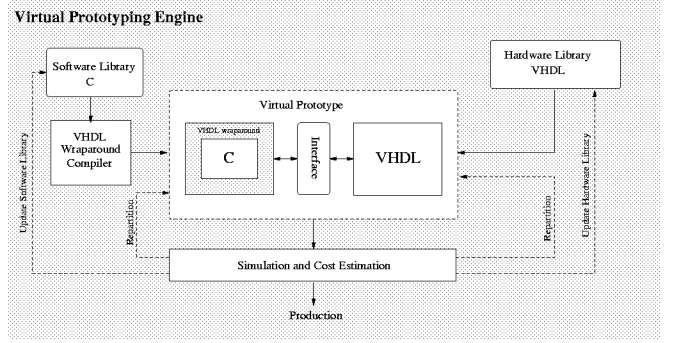 Virtual Prototyping Engine
Software Library
C
Hardware Library
VHDL
VHDL
Wraparound
Compiler
Virtual Prototype
VHDL wraparound
C
Interface
VHDL
Update Software Library
Repartition
Repartition
Update Hardware Library
Simulation and Cost Estimation
Production